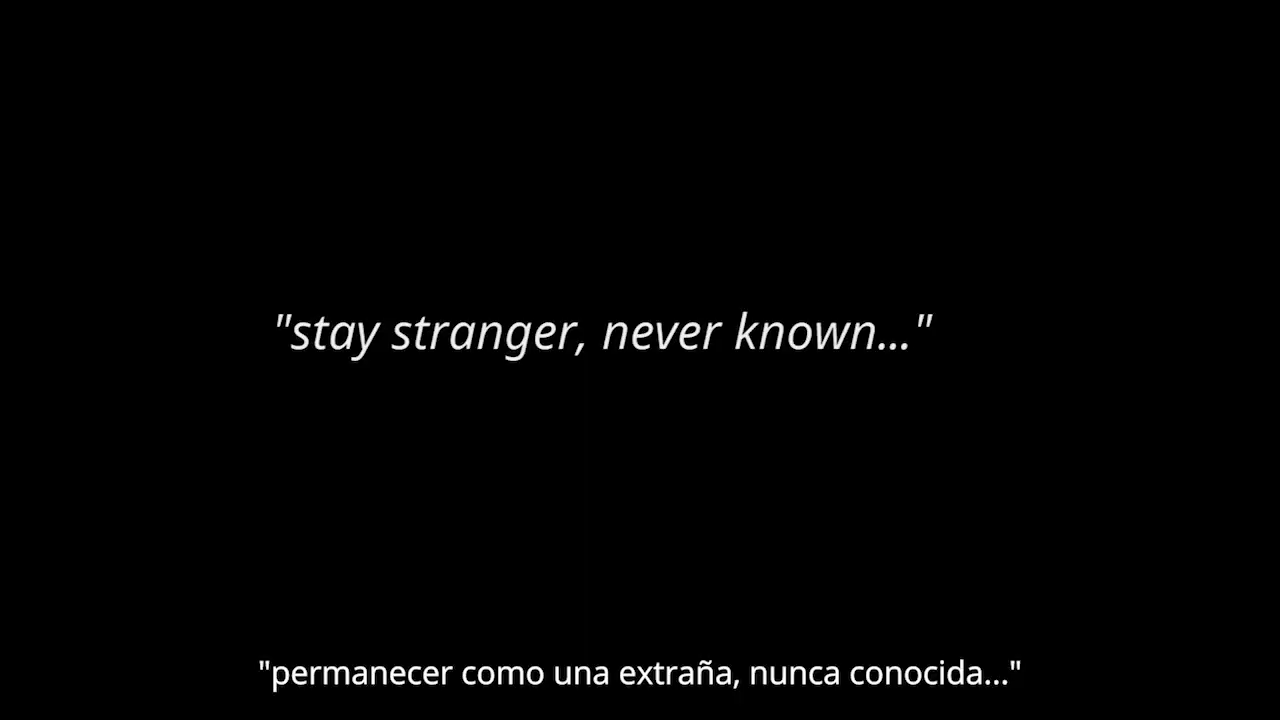 "stay stranger, never known..."
"permanecer como una extraña, nunca conocida..."